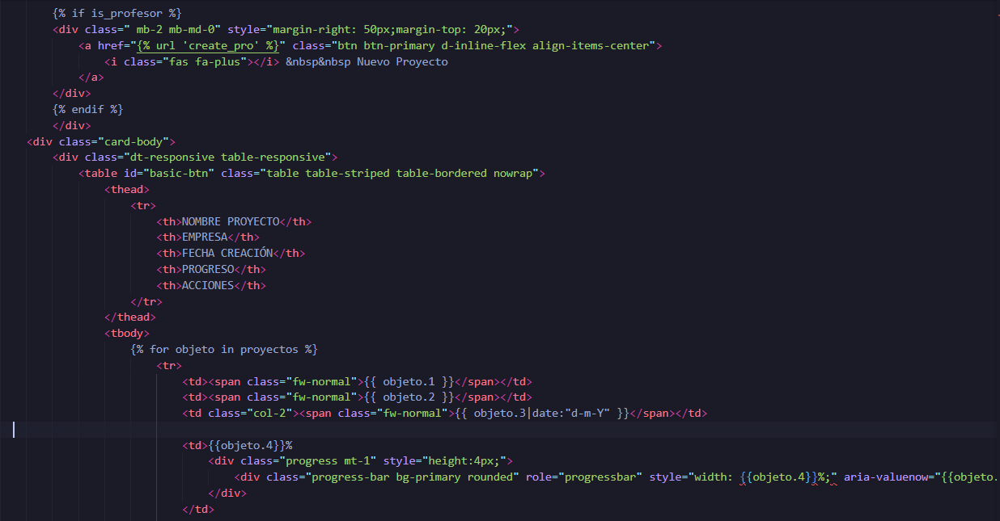 {% if is_profesor %}
<div class=" mb-2 mb-md-0" style="margin-right: 50px;margin-top: 20px;">
<a href="{% url 'create_pro' %}" class="btn btn-primary d-inline-flex align-items-center">
<i class="fas fa-plus"></i> &nbsp&nbsp Nuevo Proyecto
</a>
</div>
{% endif %}
</div>
<div class="card-body">
<div class="dt-responsive table-responsive">
<table id="basic-btn" class="table table-striped table-bordered nowrap">
<thead>
<tr>
<th>NOMBRE PROYECTO</th>
<th>EMPRESA</th>
<th>FECHA CREACIÓN</th>
<th>PROGRESO</th>
<th>ACCIONES</th>
</tr>
</thead>
<tbody>
{% for objeto in proyectos %}
<tr>
<td><span class="fw-normal">{{ objeto.1 }}</span></td>
<td><span class="fw-normal">{{ objeto.2 }}</span></td>
<td class="col-2"><span class="fw-normal">{{ objeto.3|date:"d-m-Y" }}</span></td>
<td>{{objeto.4}}%
<div class="progress mt-1" style="height:4px;">
<div class="progress-bar bg-primary rounded" role="progressbar" style="width: {{objeto.4}}%;" aria-valuenow="{{objeto.
</div>
</td>